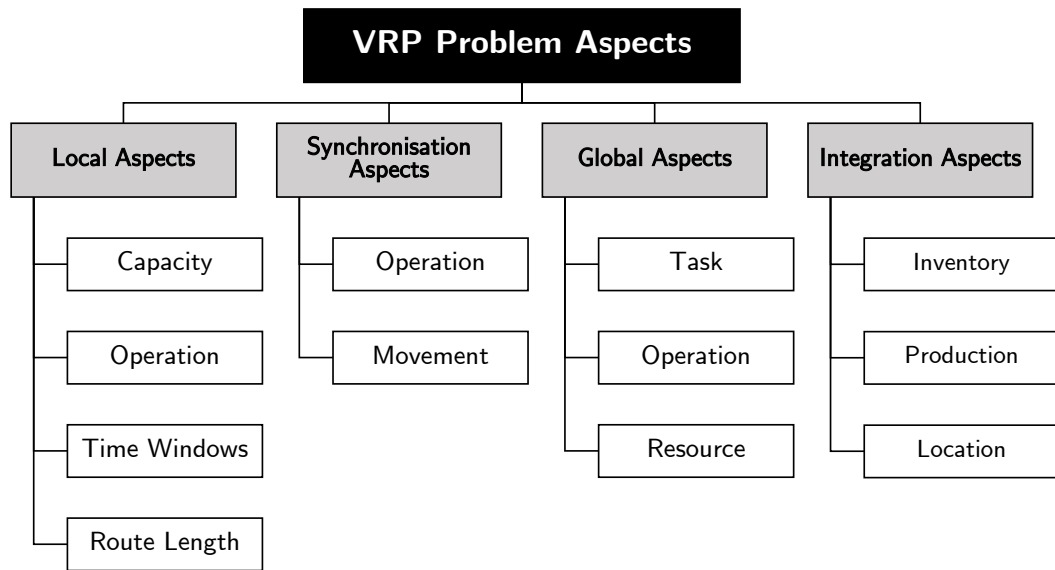 VRP Problem Aspects
Local Aspects
Capacity
Operation
Time Windows
Route Length
Synchronisation
Aspects
Operation
Movement
Global Aspects
Task
Operation
Resource
Integration Aspects
Inventory
Production
Location